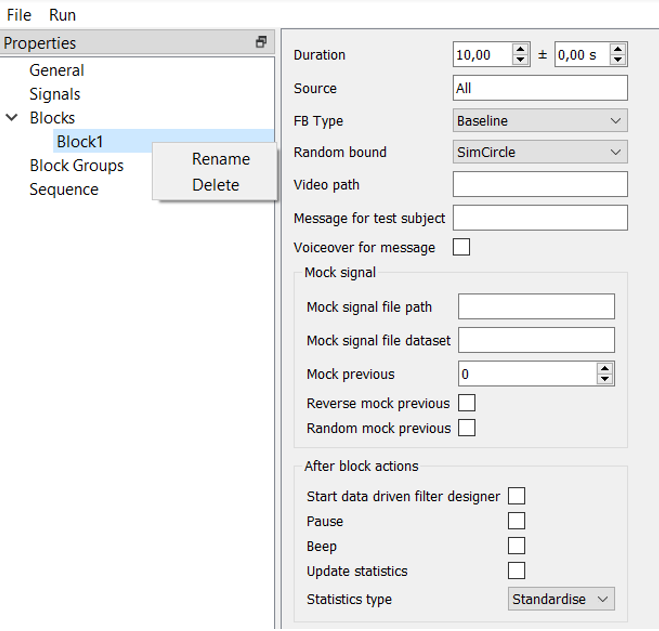 File Run
Properties
General
Signals
Blocks
Block1
Rename
Delete
Block Groups
Sequence
Duration 10,00 ± 0,00 s
Source All
FB Type Baseline
Random bound SimCircle
Video path
Message for test subject
Voiceover for message
Mock signal
Mock signal file path
Mock signal file dataset
Mock previous 0
Reverse mock previous
Random mock previous
After block actions
Start data driven filter designer
Pause
Beep
Update statistics
Statistics type Standardise